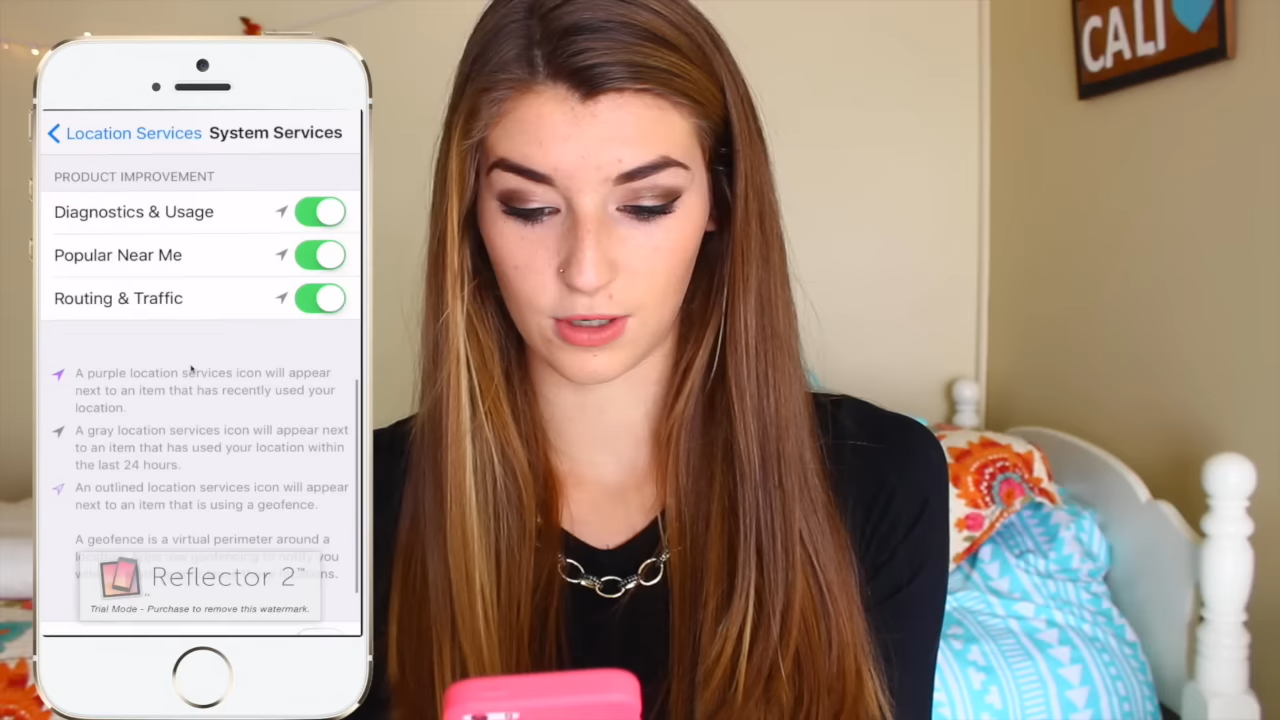 CALI
Location Services System Services
PRODUCT IMPROVEMENT
Diagnostics & Usage
Popular Near Me
Routing & Traffic
A purple location services icon will appear
next to an item that has recently used your
location.
A gray location services icon will appear next
to an item that has used your location within
the last 24 hours.
An outlined location services icon will appear
next to an item that is using a geofence.
A geofence is a virtual perimeter around a
you
Reflector 2™
Trial Mode - Purchase to remove this watermark.